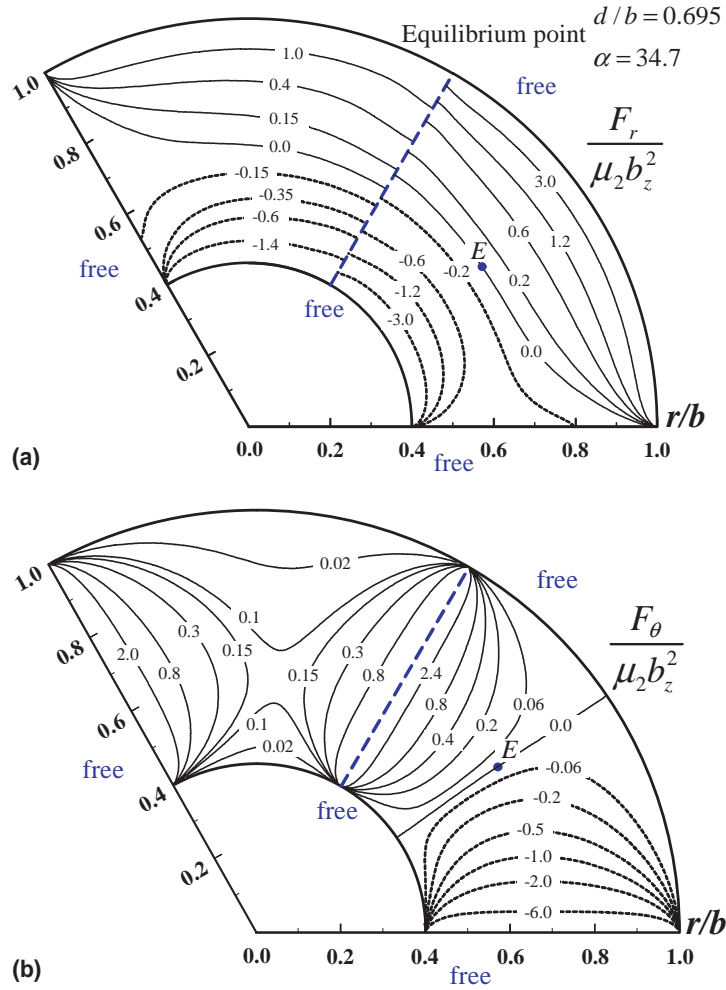 Equilibrium point
d/b=0.695
α=34.7
free
F_r
μ_2 b_z^2
1.0
1.0
0.4
0.15
0.0
0.8
-0.15
-0.35
-0.6
-1.4
3.0
0.6
1.2
E
0.6
free
0.4
free
-0.6
-0.2
0.2
-1.2
-3.0
0.0
0.2
r/b
0.0 0.2 0.4 0.6 0.8 1.0
free
(a)
free
F_θ
μ_2 b_z^2
1.0
0.02
0.1
0.8
2.0
0.3
0.8
0.15
0.15
0.3
0.8
2.4
0.8
0.06
0.2
0.0
0.4
0.6
0.1
0.02
E
free
0.4
free
-0.06
-0.2
-0.5
-1.0
-2.0
-6.0
0.2
r/b
0.0 0.2 0.4 0.6 0.8 1.0
free
(b)